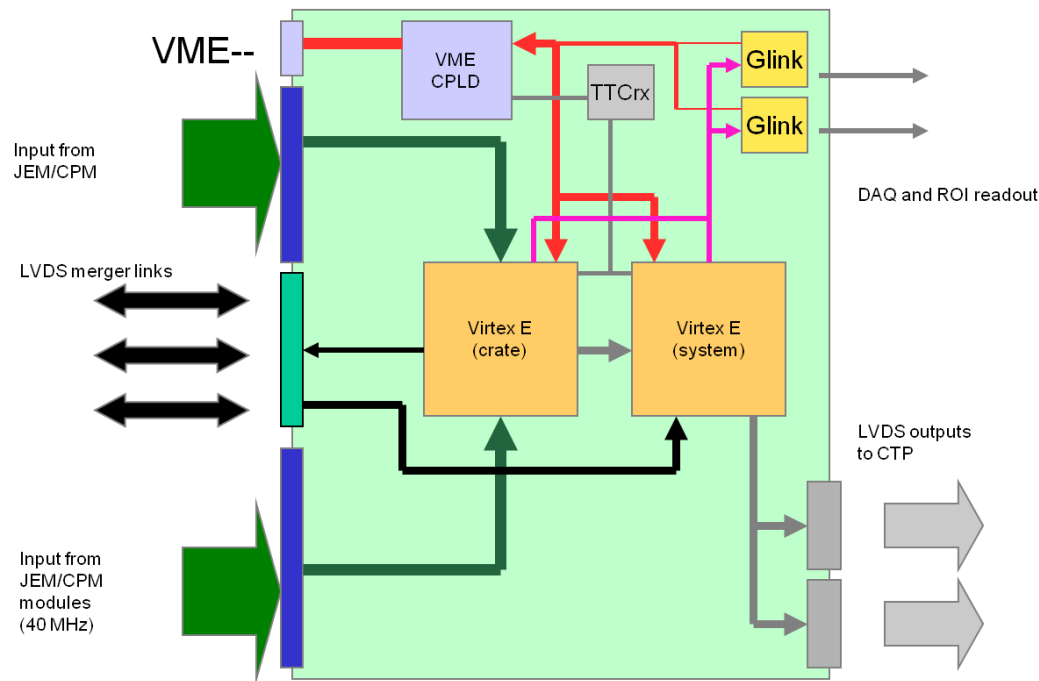 VME--
VME
CPLD
TTCrx
Glink
Glink
Input from
JEM/CPM
DAQ and ROI readout
LVDS merger links
Virtex E
(crate)
Virtex E
(system)
LVDS outputs
to CTP
Input from
JEM/CPM
modules
(40 MHz)